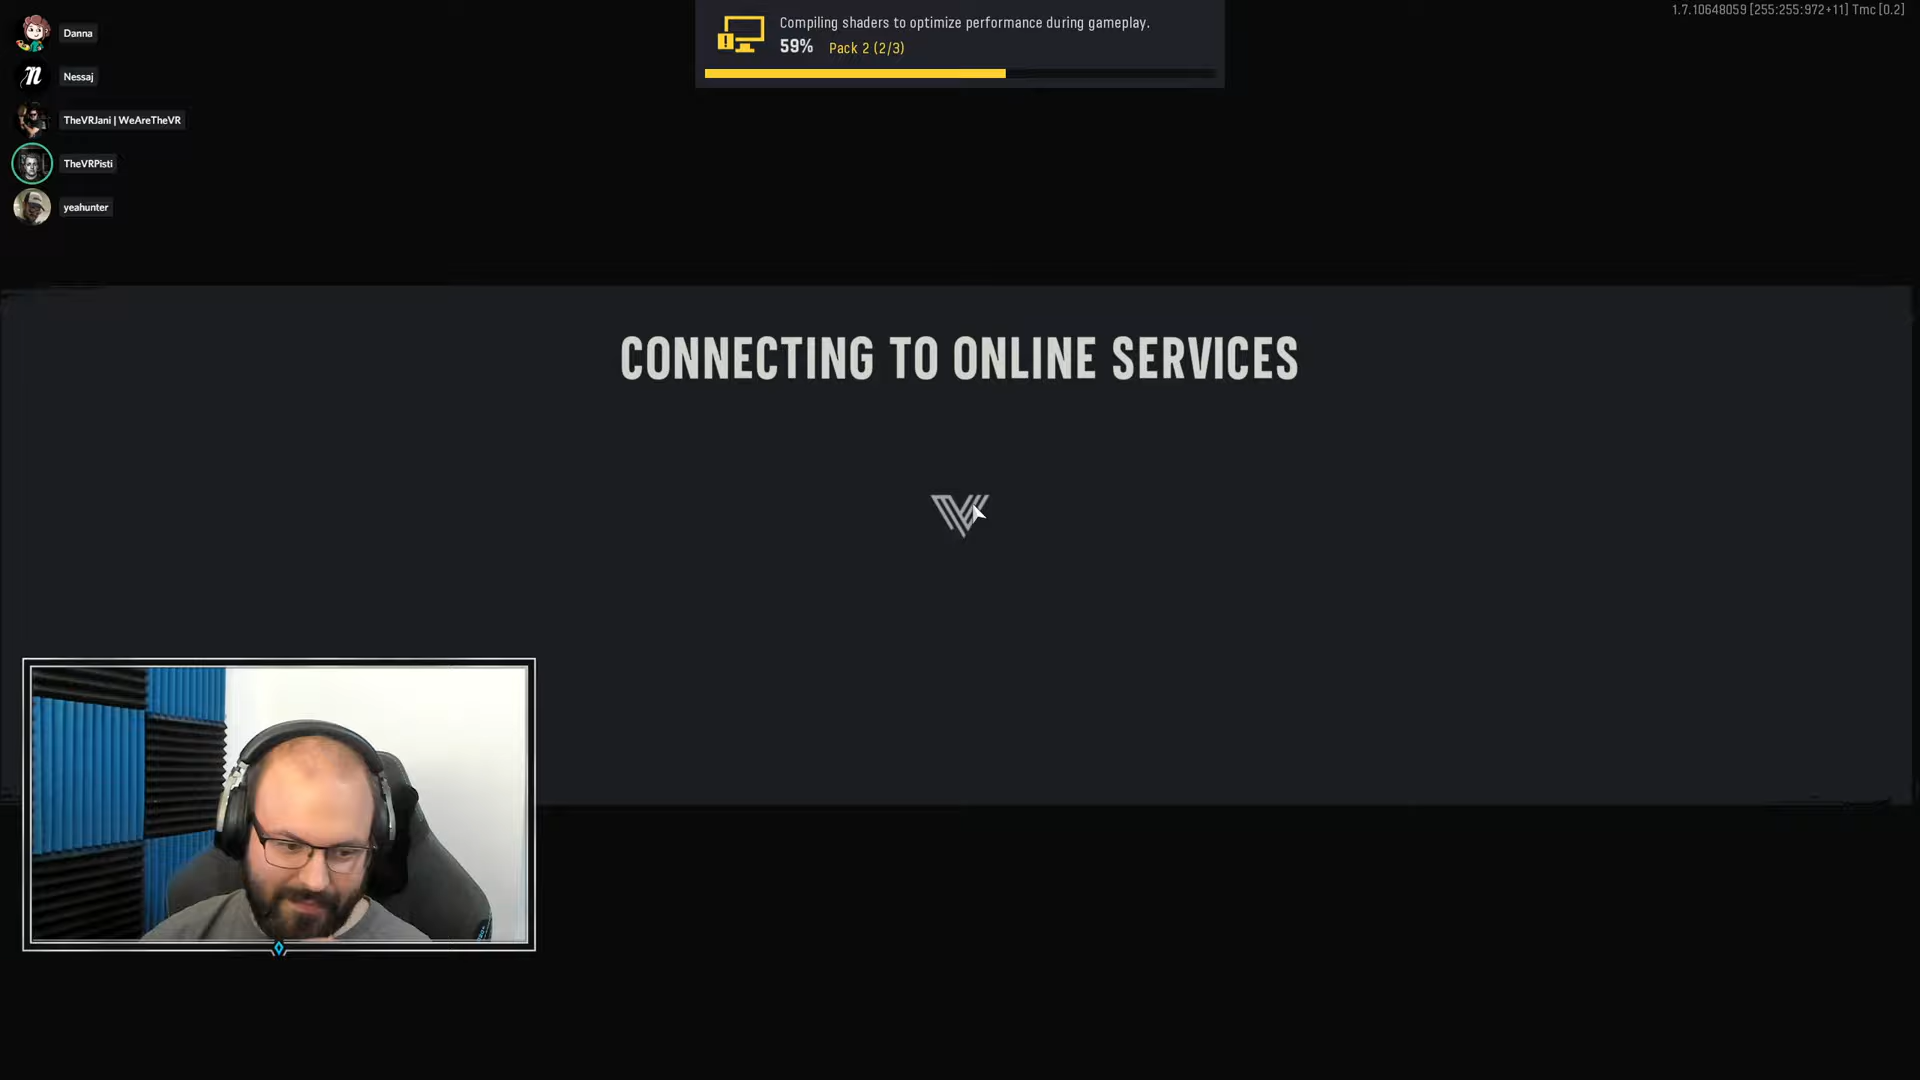 Danna
Nessaj
TheVRJani | WeAreTheVR
TheVRPisti
yeahunter
Compiling shaders to optimize performance during gameplay.
59% Pack 2 (2/3)
1.7.10648059 [255:255:972+11] Tmc [0.2]
CONNECTING TO ONLINE SERVICES